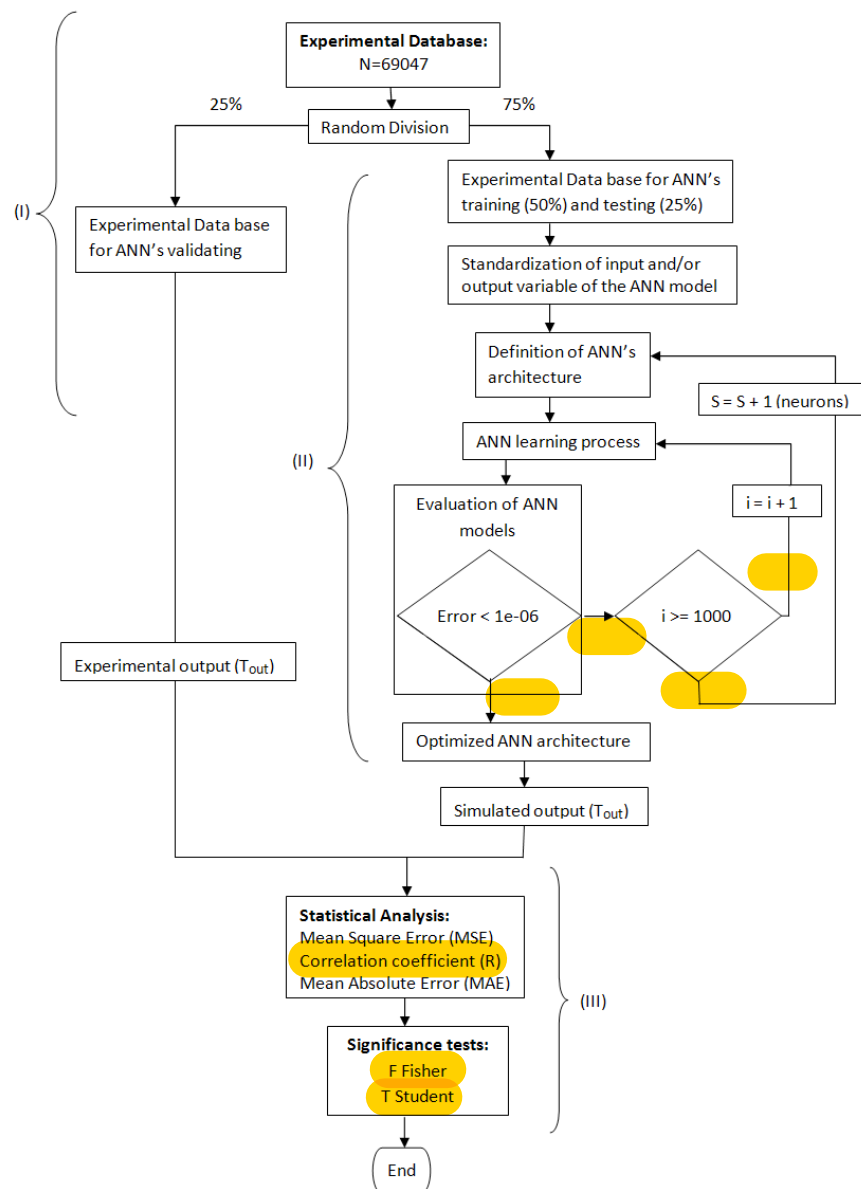 Experimental Database:
N=69047
25%
75%
Random Division
(I)
Experimental Data base
for ANN's validating
Experimental Data base for ANN's
training (50%) and testing (25%)
Standardization of input and/or
output variable of the ANN model
Definition of ANN's
architecture
S = S + 1 (neurons)
ANN learning process
(II)
Evaluation of ANN
models
i = i + 1
Error < 1e-06
i >= 1000
Experimental output (Tout)
Optimized ANN architecture
Simulated output (Tout)
Statistical Analysis:
Mean Square Error (MSE)
Correlation coefficient (R)
Mean Absolute Error (MAE)
(III)
Significance tests:
F Fisher
T Student
End